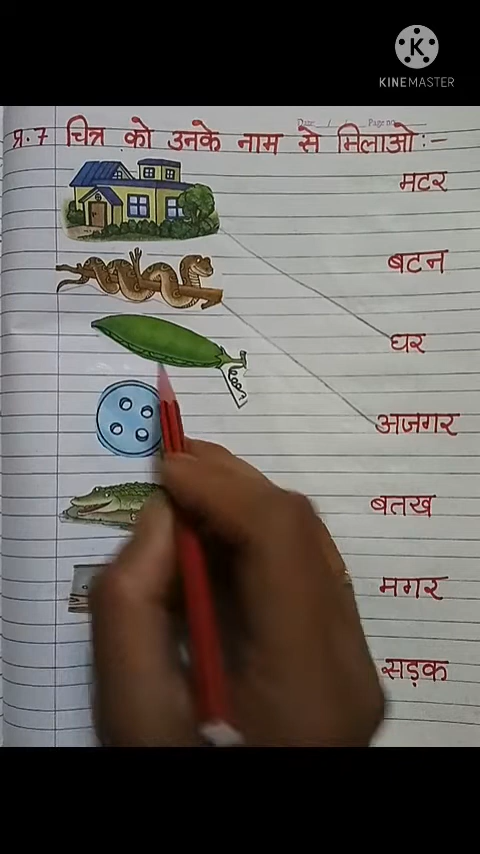 K
KINEMASTER
Date / / Page no.
प्र.7 चित्र को उनके नाम से मिलाओ :-
मटर
बटन
घर
अजगर
बतख
मगर
सड़क